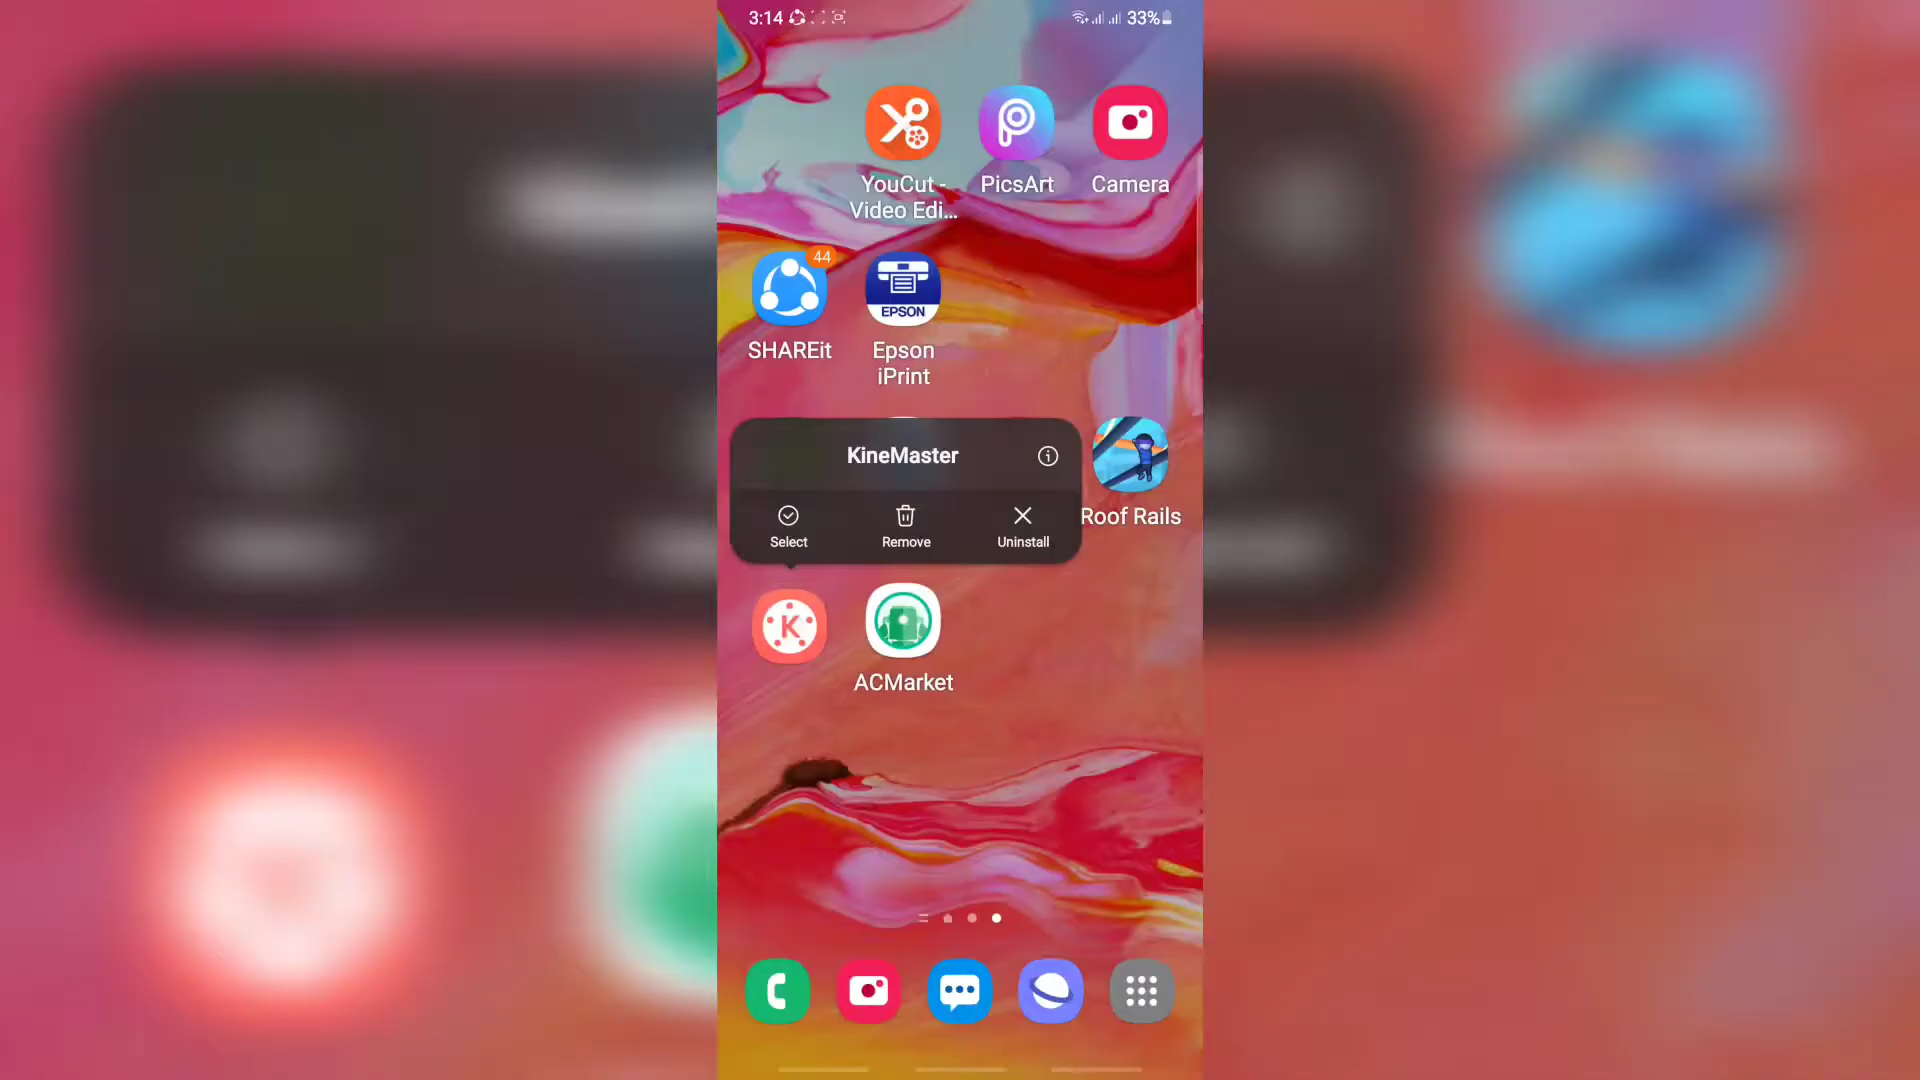 3:14
33%
YouCut -
Video Edi...
PicsArt
Camera
44
EPSON
SHAREit
Epson
iPrint
KineMaster
Select
Remove
Uninstall
Roof Rails
K
ACMarket